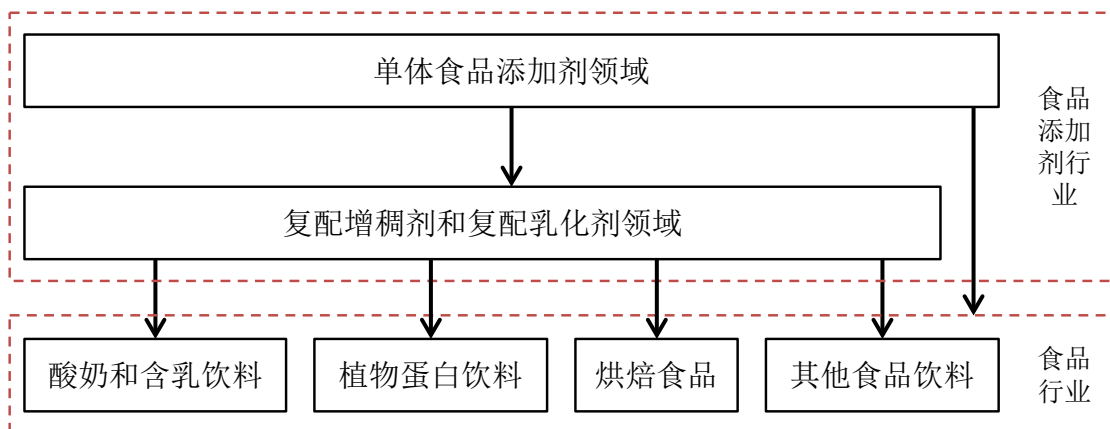 单体食品添加剂领域
食品
添加
剂行
业
复配增稠剂和复配乳化剂领域
酸奶和含乳饮料
植物蛋白饮料
烘焙食品
其他食品饮料
食品
行业